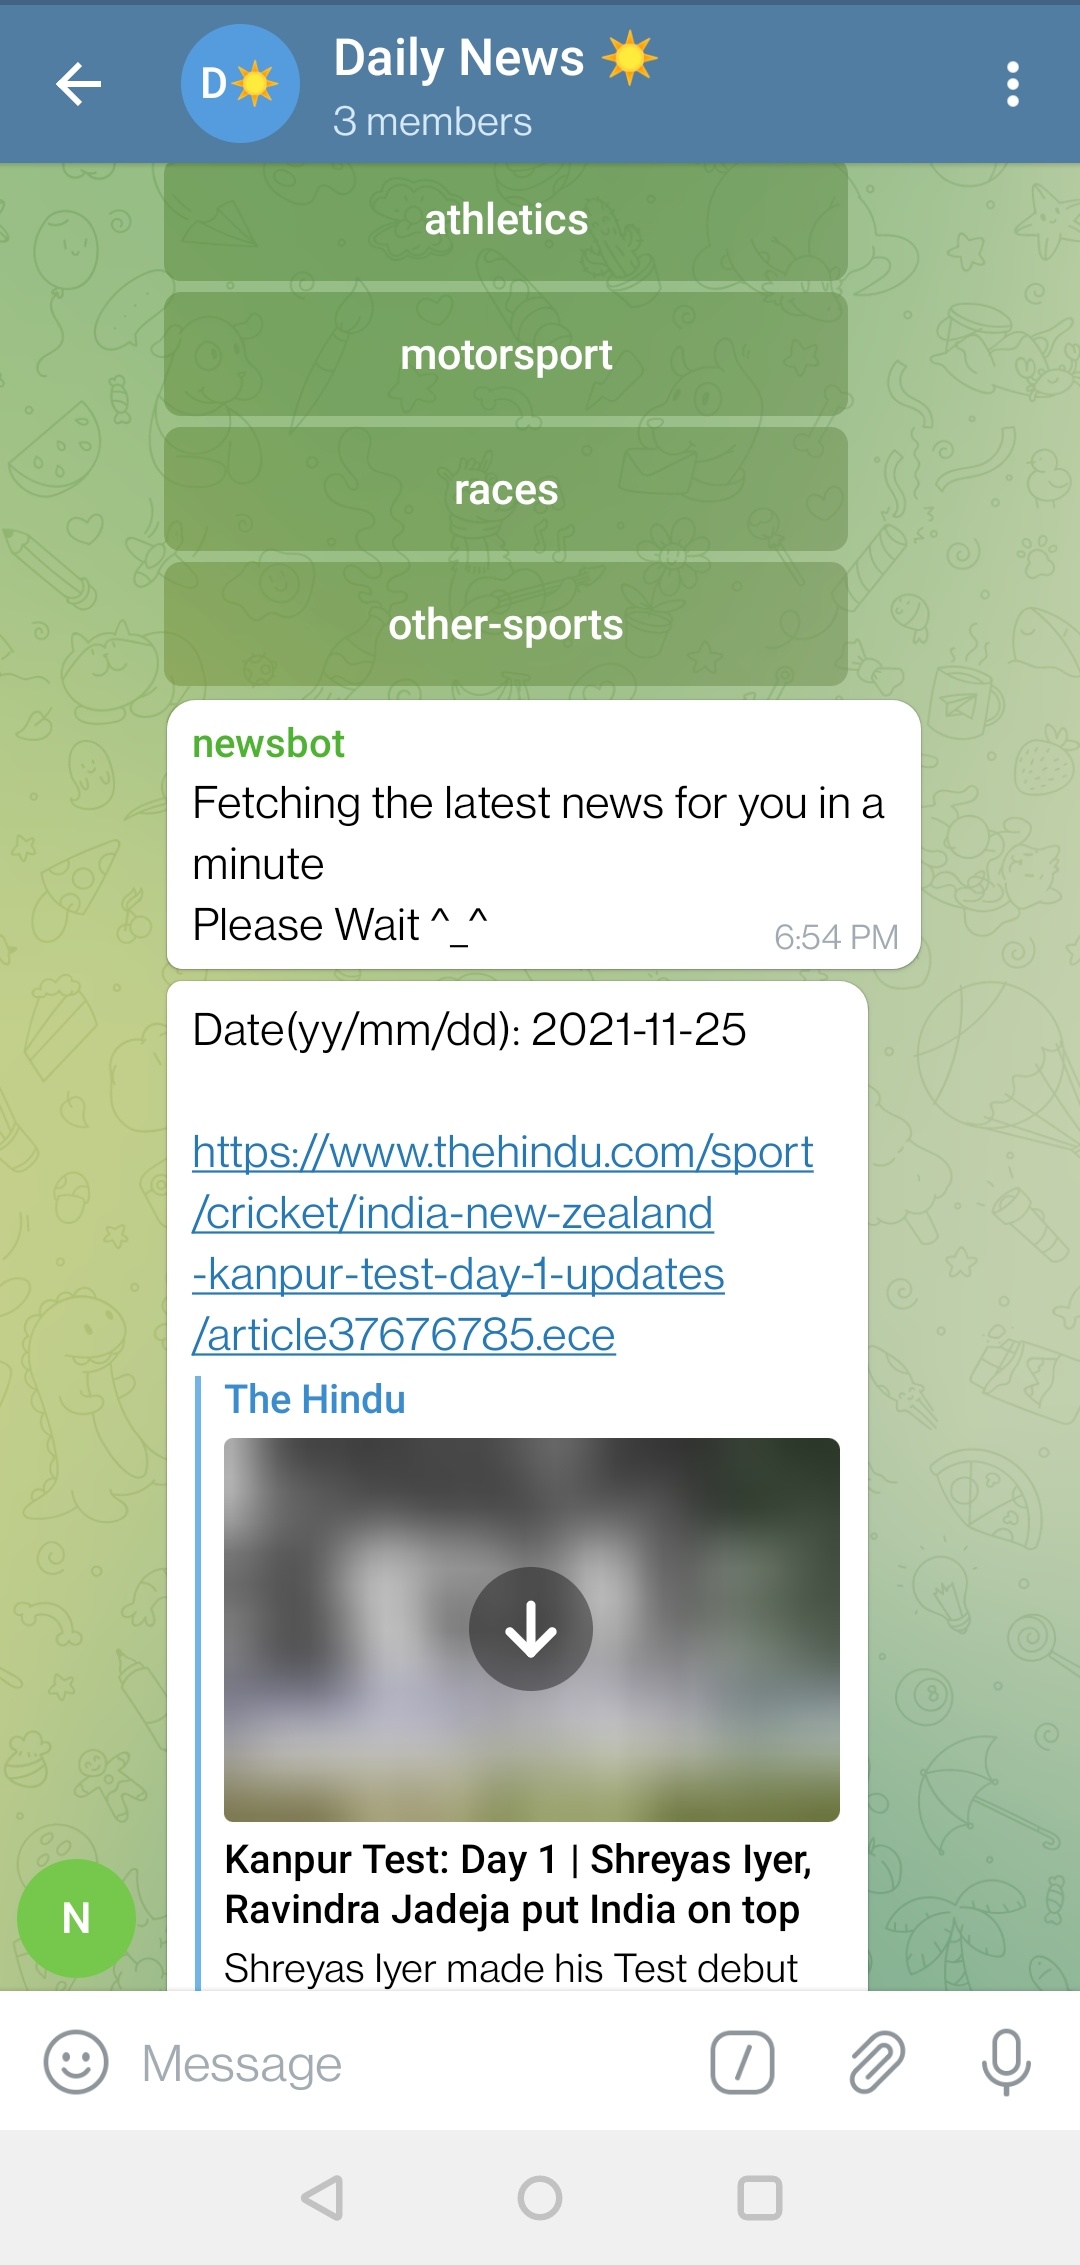 D☀️
Daily News ☀️
3 members
athletics
motorsport
races
other-sports
newsbot
Fetching the latest news for you in a
minute
Please Wait ^_^
6:54 PM
Date(yy/mm/dd): 2021-11-25
https://www.thehindu.com/sport
/cricket/india-new-zealand
-kanpur-test-day-1-updates
/article37676785.ece
The Hindu
Kanpur Test: Day 1 | Shreyas Iyer,
Ravindra Jadeja put India on top
Shreyas Iyer made his Test debut
N
Message